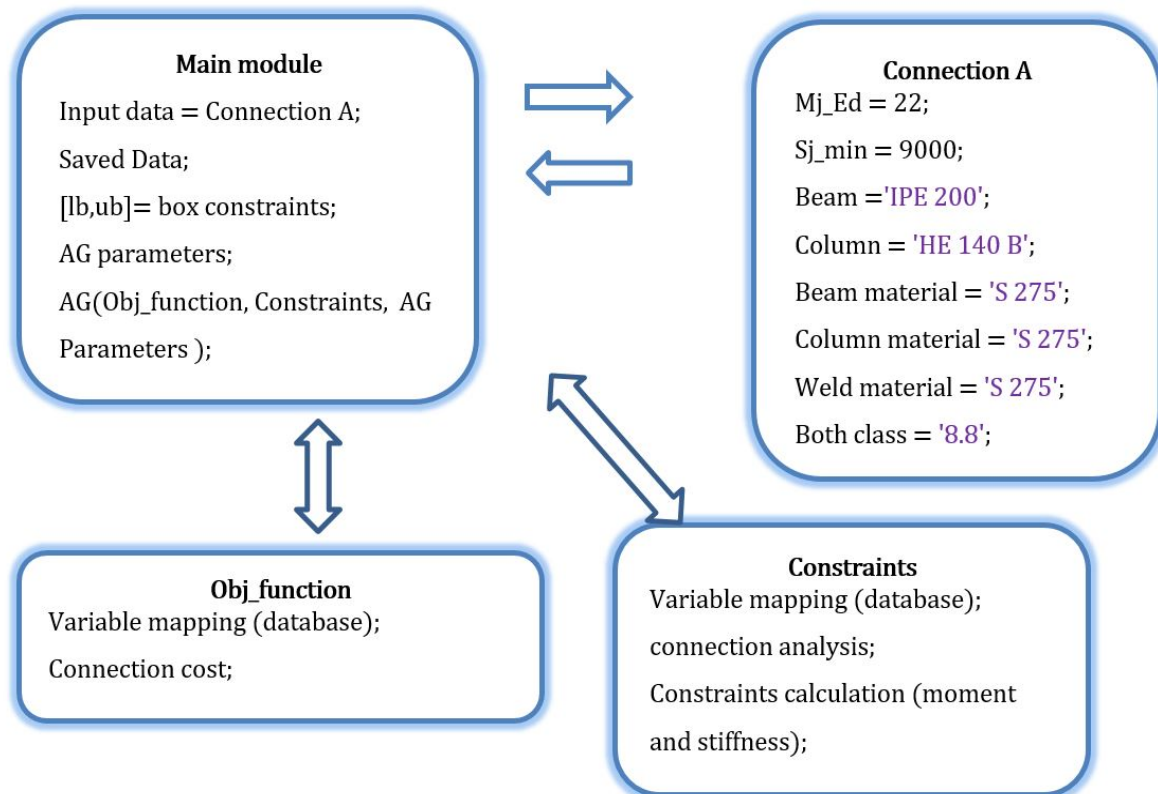 Main module
Input data = Connection A;
Saved Data;
[lb,ub]= box constraints;
AG parameters;
AG(Obj_function, Constraints, AG
Parameters );
Connection A
Mj_Ed = 22;
Sj_min = 9000;
Beam ='IPE 200';
Column = 'HE 140 B';
Beam material = 'S 275';
Column material = 'S 275';
Weld material = 'S 275';
Both class = '8.8';
Obj_function
Variable mapping (database);
Connection cost;
Constraints
Variable mapping (database);
connection analysis;
Constraints calculation (moment
and stiffness);